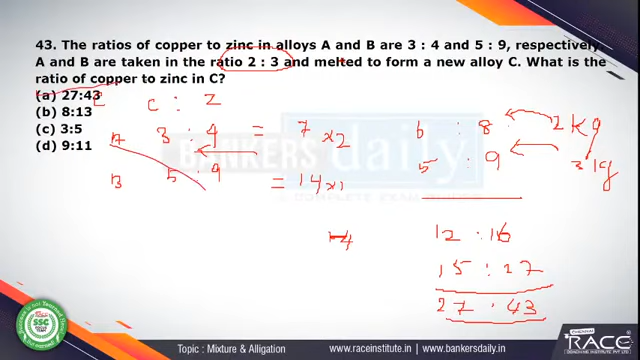 43. The ratios of copper to zinc in alloys A and B are 3 : 4 and 5 : 9, respectively.
A and B are taken in the ratio 2 : 3 and melted to form a new alloy C. What is the
ratio of copper to zinc in C?
(a) 27:43
(b) 8:13
(c) 3:5
(d) 9:11
C : Z
A 3 : 4 = 7 x2
B 5 : 9 = 14 x1
6 : 8 2 kg
5 : 9 3 kg
12 : 16
15 : 27
27 : 43
BANKERS daily
SSC
Topic : Mixture & Alligation
www.raceinstitute.in | www.bankersdaily.in
CHENNAI
RACE